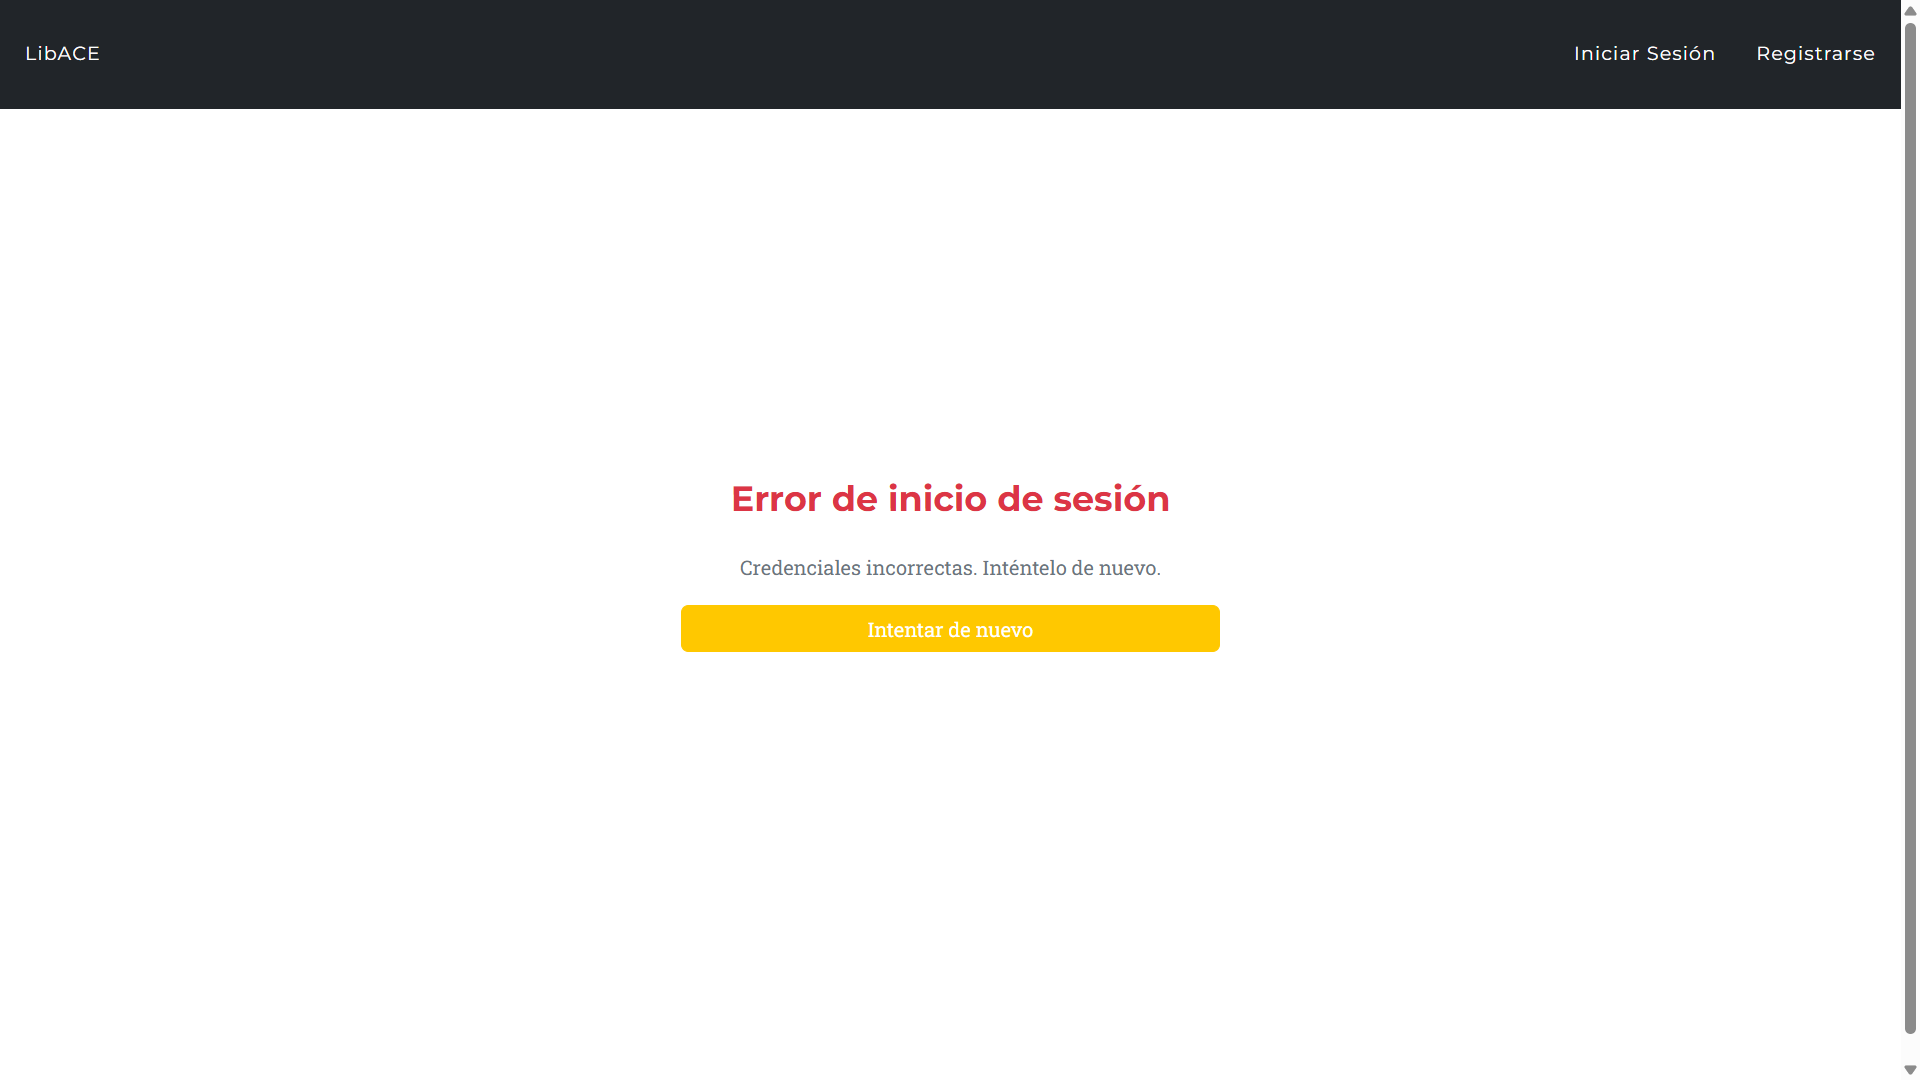 LibACE
Iniciar Sesión
Registrarse
Error de inicio de sesión
Credenciales incorrectas. Inténtelo de nuevo.
Intentar de nuevo